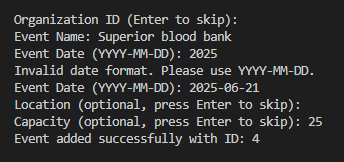 Organization ID (Enter to skip):
Event Name: Superior blood bank
Event Date (YYYY-MM-DD): 2025
Invalid date format. Please use YYYY-MM-DD.
Event Date (YYYY-MM-DD): 2025-06-21
Location (optional, press Enter to skip):
Capacity (optional, press Enter to skip): 25
Event added successfully with ID: 4